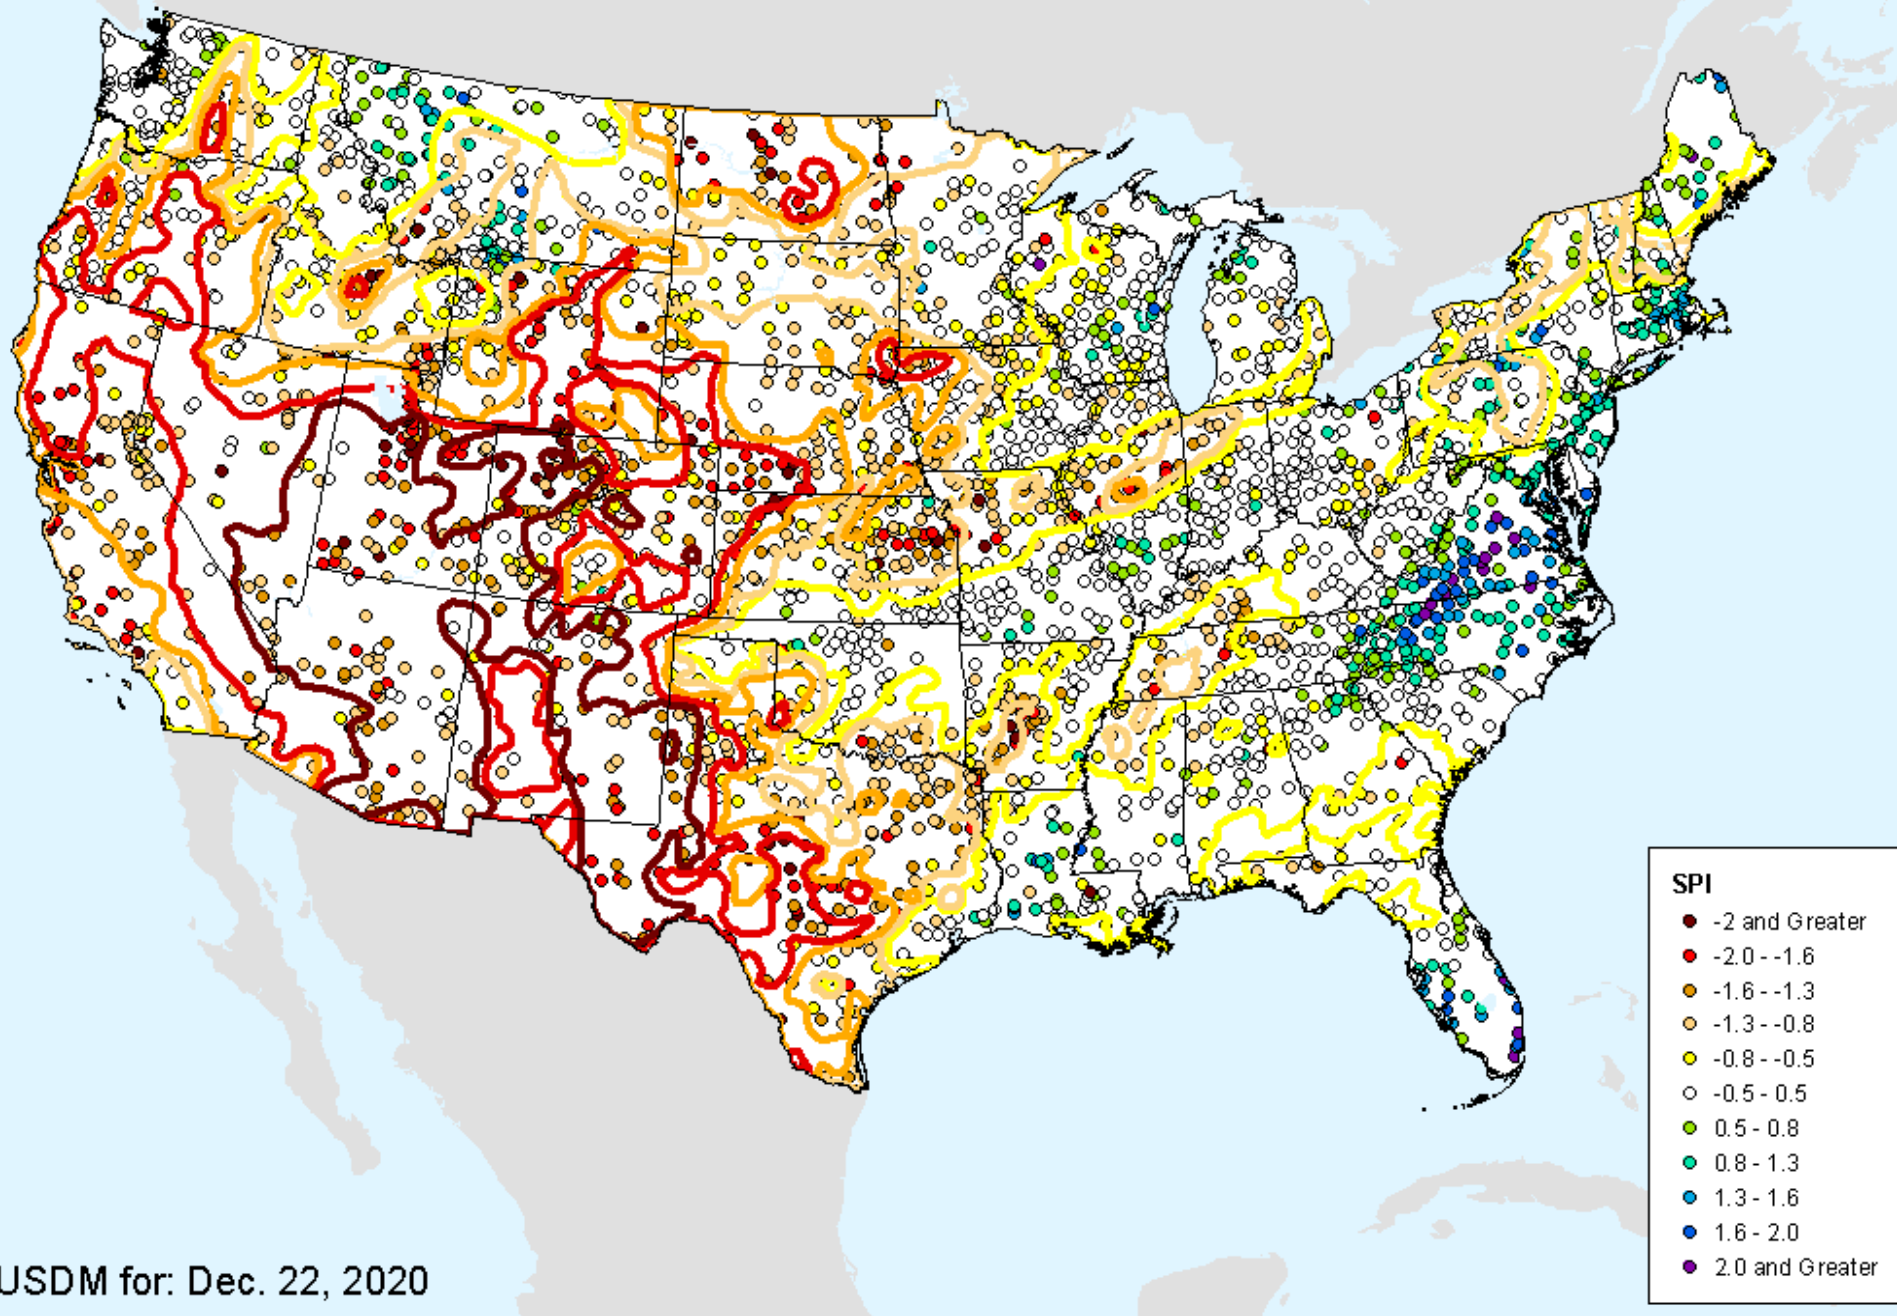 SPI
-2 and Greater
-2.0 - -1.6
-1.6 - -1.3
-1.3 - -0.8
-0.8 - -0.5
-0.5 - 0.5
0.5 - 0.8
0.8 - 1.3
1.3 - 1.6
1.6 - 2.0
2.0 and Greater
USDM for: Dec. 22, 2020